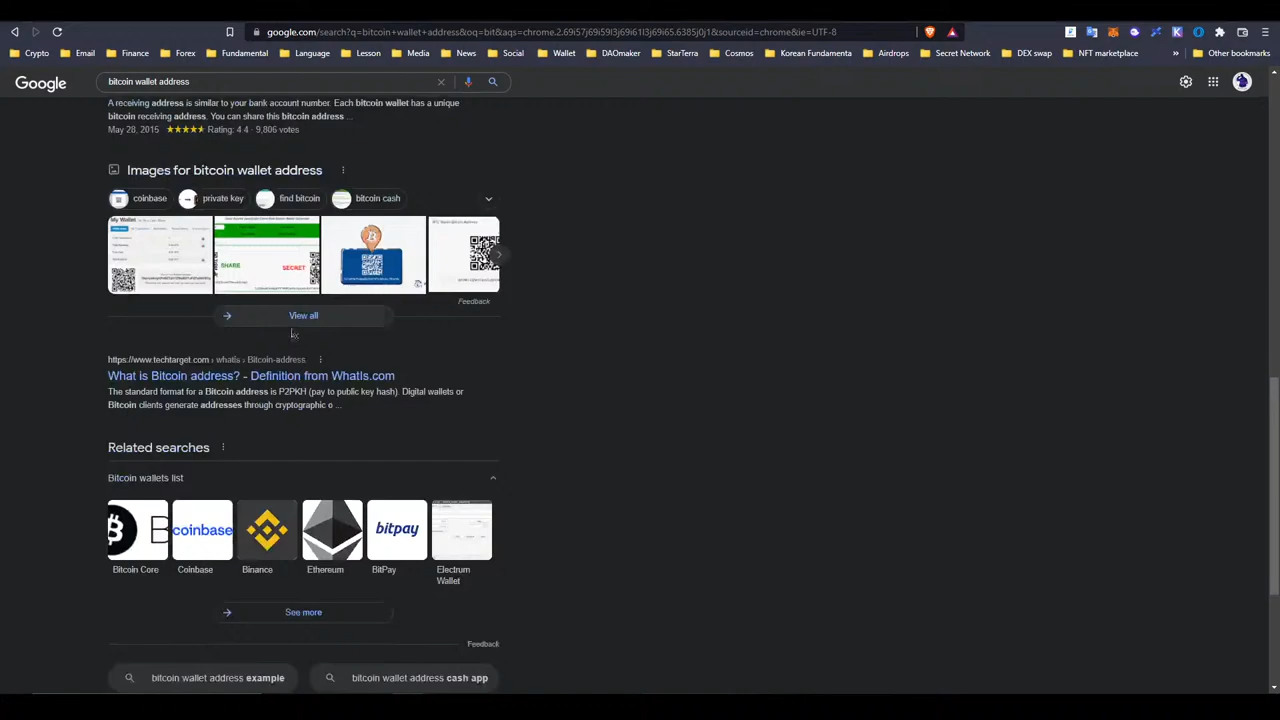 google.com/search?q=bitcoin+wallet+address&oq=bit&aqs=chrome.2.69i57j69i59l3j69i61l2j69i65.6385j0j1&sourceid=chrome&ie=UTF-8
Crypto Email Finance Forex Fundamental Language Lesson Media News Social Wallet DAOmaker StarTerra Cosmos Korean Fundamenta Airdrops Secret Network DEX swap NFT marketplace » Other bookmarks
Google bitcoin wallet address
A receiving address is similar to your bank account number. Each bitcoin wallet has a unique
bitcoin receiving address. You can share this bitcoin address ...
May 28, 2015 Rating: 4.4 · 9,806 votes
Images for bitcoin wallet address
coinbase private key find bitcoin bitcoin cash
My Wallet
SHARE SECRET
Feedback
View all
https://www.techtarget.com › whatis › Bitcoin-address
What is Bitcoin address? - Definition from WhatIs.com
The standard format for a Bitcoin address is P2PKH (pay to public key hash). Digital wallets or
Bitcoin clients generate addresses through cryptographic o ...
Related searches
Bitcoin wallets list
B coinbase bitpay
Bitcoin Core Coinbase Binance Ethereum BitPay Electrum
Wallet
See more
Feedback
bitcoin wallet address example bitcoin wallet address cash app